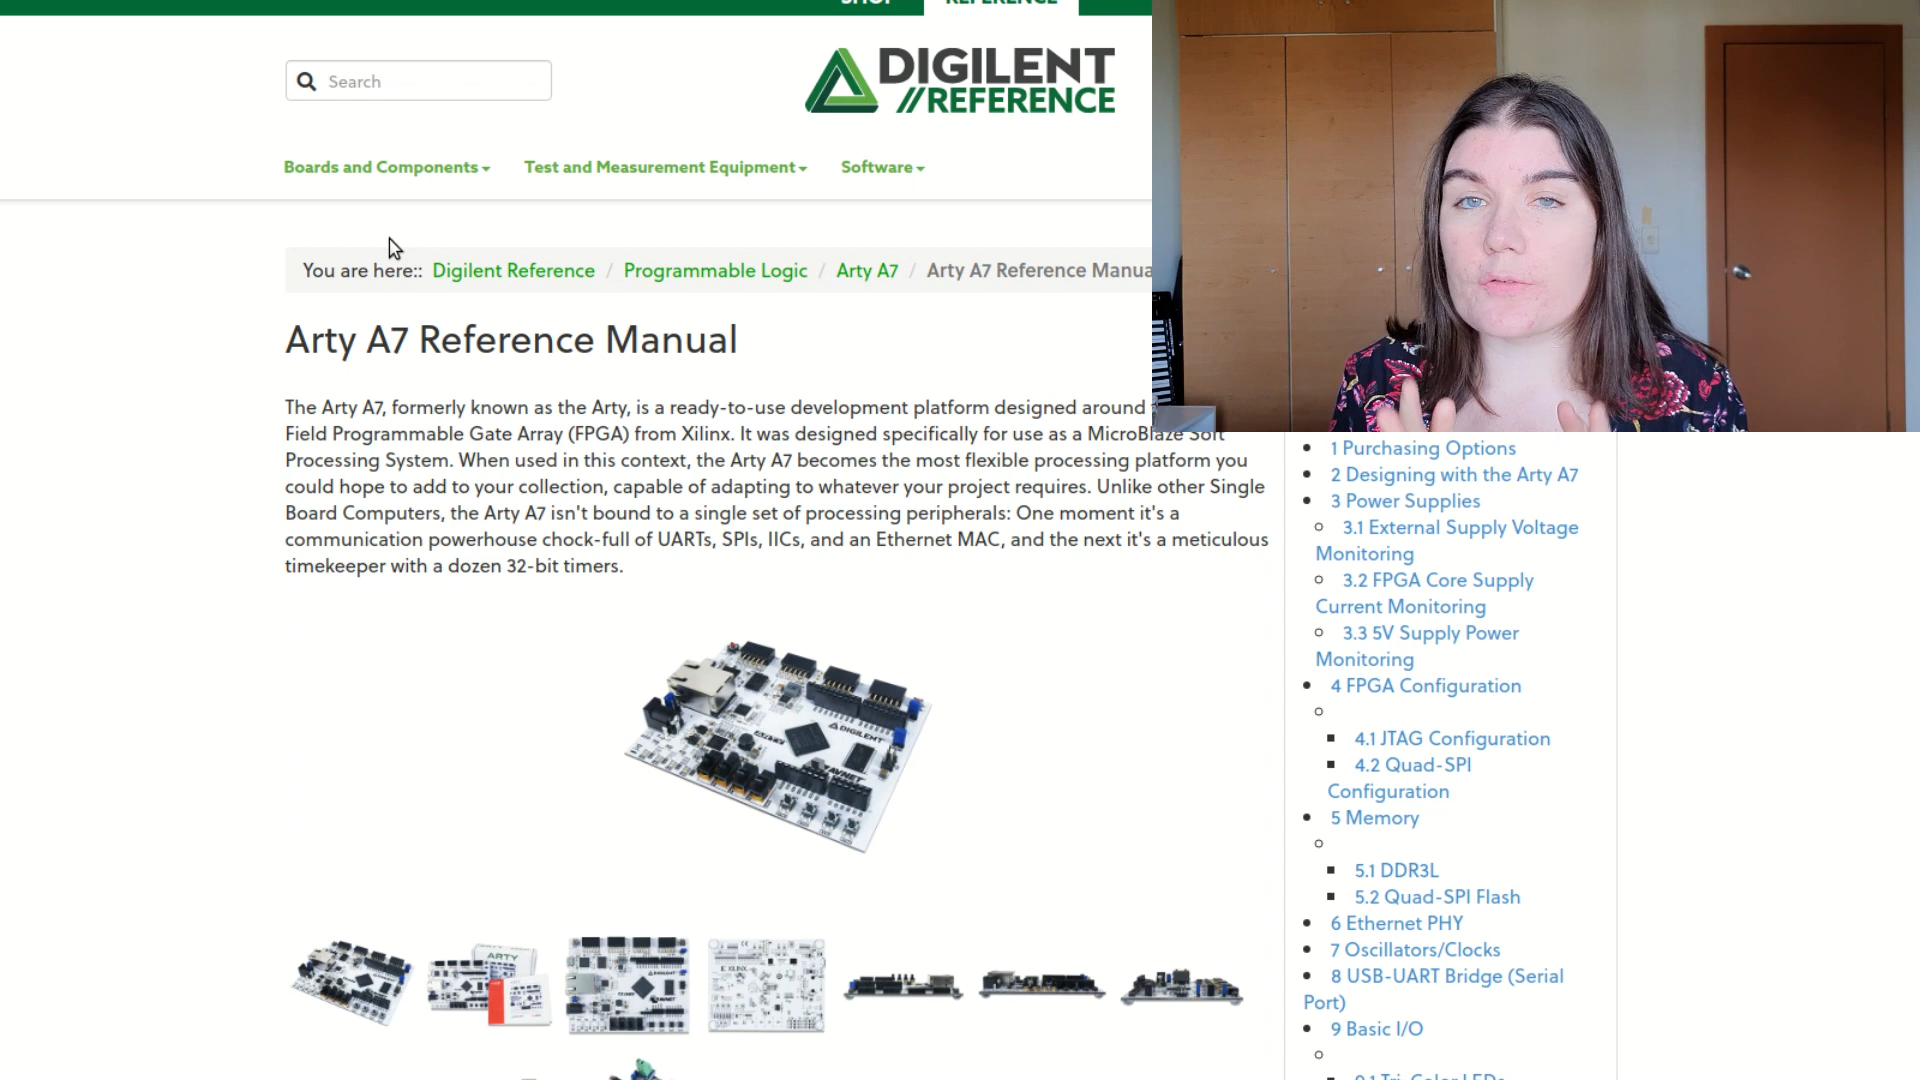 SHOP
REFERENCE
Search
DIGILENT
//REFERENCE
Boards and Components
Test and Measurement Equipment
Software
You are here:: Digilent Reference / Programmable Logic / Arty A7 / Arty A7 Reference Manua
Arty A7 Reference Manual
The Arty A7, formerly known as the Arty, is a ready-to-use development platform designed around
Field Programmable Gate Array (FPGA) from Xilinx. It was designed specifically for use as a MicroBlaze Soft
Processing System. When used in this context, the Arty A7 becomes the most flexible processing platform you
could hope to add to your collection, capable of adapting to whatever your project requires. Unlike other Single
Board Computers, the Arty A7 isn't bound to a single set of processing peripherals: One moment it's a
communication powerhouse chock-full of UARTs, SPIs, IICs, and an Ethernet MAC, and the next it's a meticulous
timekeeper with a dozen 32-bit timers.
DIGILENT
AVNET
ARTY
1 Purchasing Options
2 Designing with the Arty A7
3 Power Supplies
3.1 External Supply Voltage
Monitoring
3.2 FPGA Core Supply
Current Monitoring
3.3 5V Supply Power
Monitoring
4 FPGA Configuration
4.1 JTAG Configuration
4.2 Quad-SPI
Configuration
5 Memory
5.1 DDR3L
5.2 Quad-SPI Flash
6 Ethernet PHY
7 Oscillators/Clocks
8 USB-UART Bridge (Serial
Port)
9 Basic I/O
9.1 Tri-Color LEDs